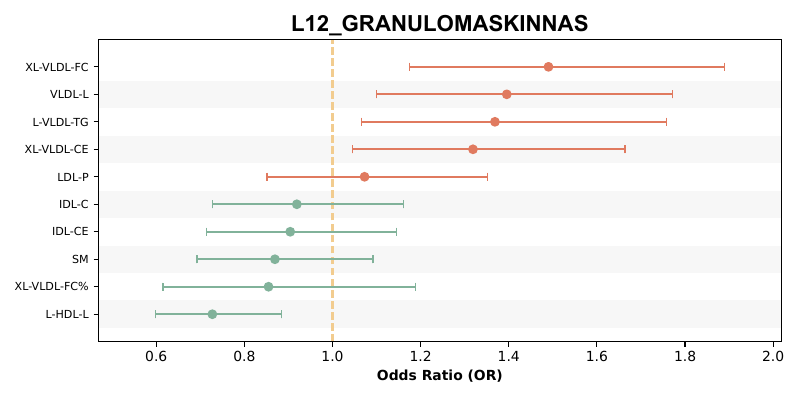 L12_GRANULOMASKINNAS
XL-VLDL-FC
VLDL-L
L-VLDL-TG
XL-VLDL-CE
LDL-P
IDL-C
IDL-CE
SM
XL-VLDL-FC%
L-HDL-L
0.6 0.8 1.0 1.2 1.4 1.6 1.8 2.0
Odds Ratio (OR)